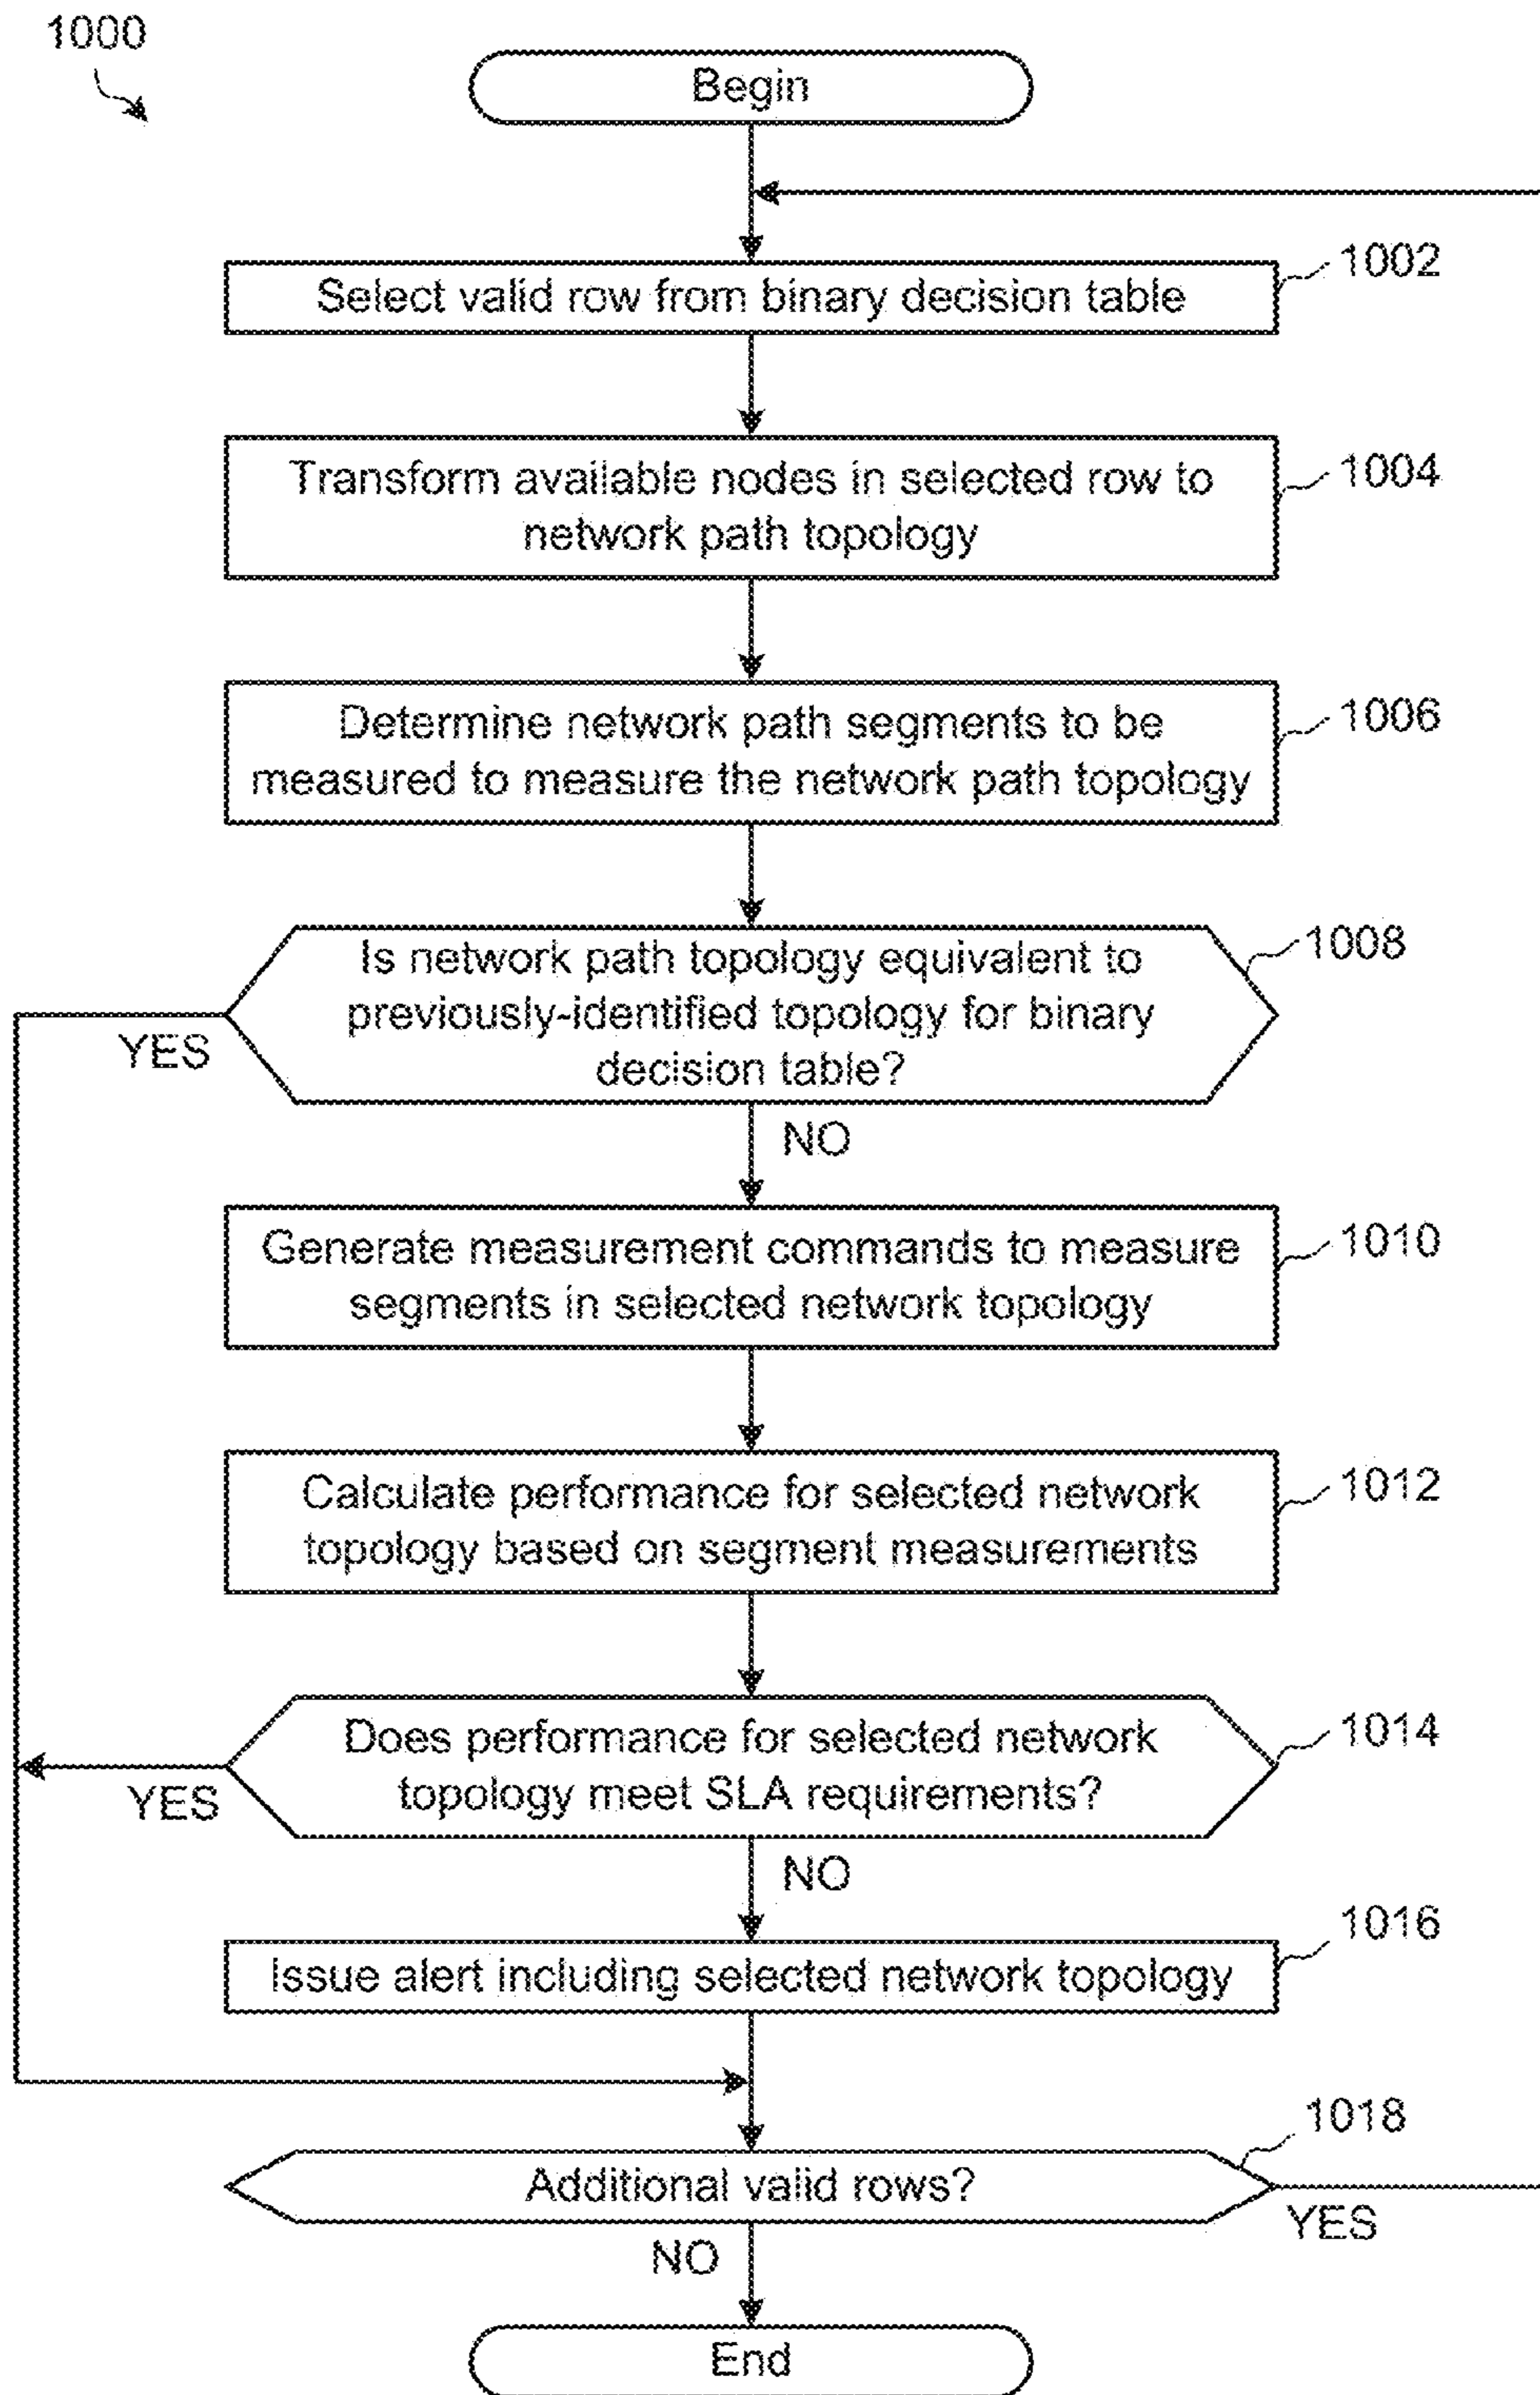 1000
Begin
Select valid row from binary decision table
1002
Transform available nodes in selected row to
network path topology
1004
Determine network path segments to be
measured to measure the network path topology
1006
Is network path topology equivalent to
previously-identified topology for binary
decision table?
1008
YES
NO
Generate measurement commands to measure
segments in selected network topology
1010
Calculate performance for selected network
topology based on segment measurements
1012
Does performance for selected network
topology meet SLA requirements?
1014
YES
NO
Issue alert including selected network topology
1016
Additional valid rows?
1018
YES
NO
End